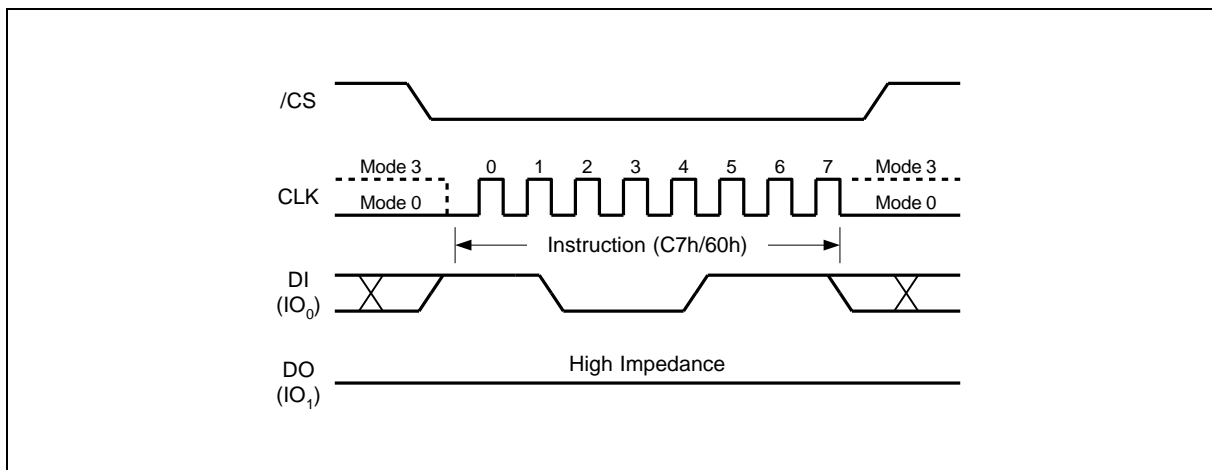 /CS
Mode 3 0 1 2 3 4 5 6 7 Mode 3
CLK
Mode 0 Mode 0
Instruction (C7h/60h)
DI
(IO0)
High Impedance
DO
(IO1)